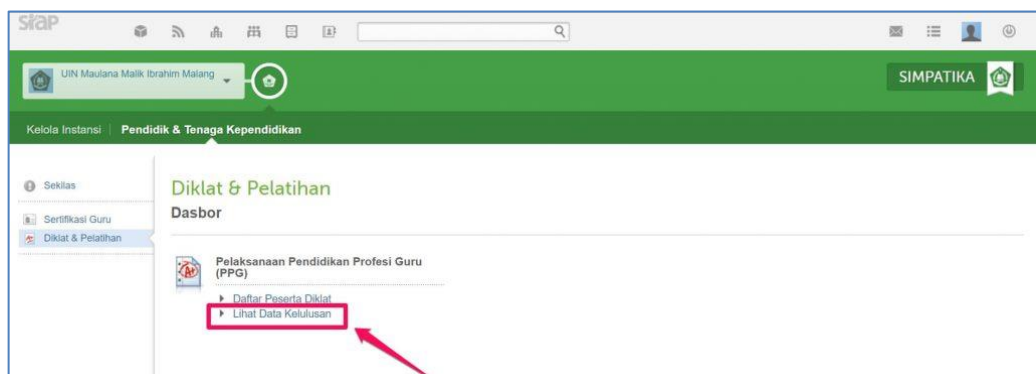 siap
UIN Maulana Malik Ibrahim Malang
SIMPATIKA
Kelola Instansi | Pendidik & Tenaga Kependidikan
Sekilas
Sertifikasi Guru
Diklat & Pelatihan
Diklat & Pelatihan
Dasbor
Pelaksanaan Pendidikan Profesi Guru
(PPG)
Daftar Peserta Diklat
Lihat Data Kelulusan